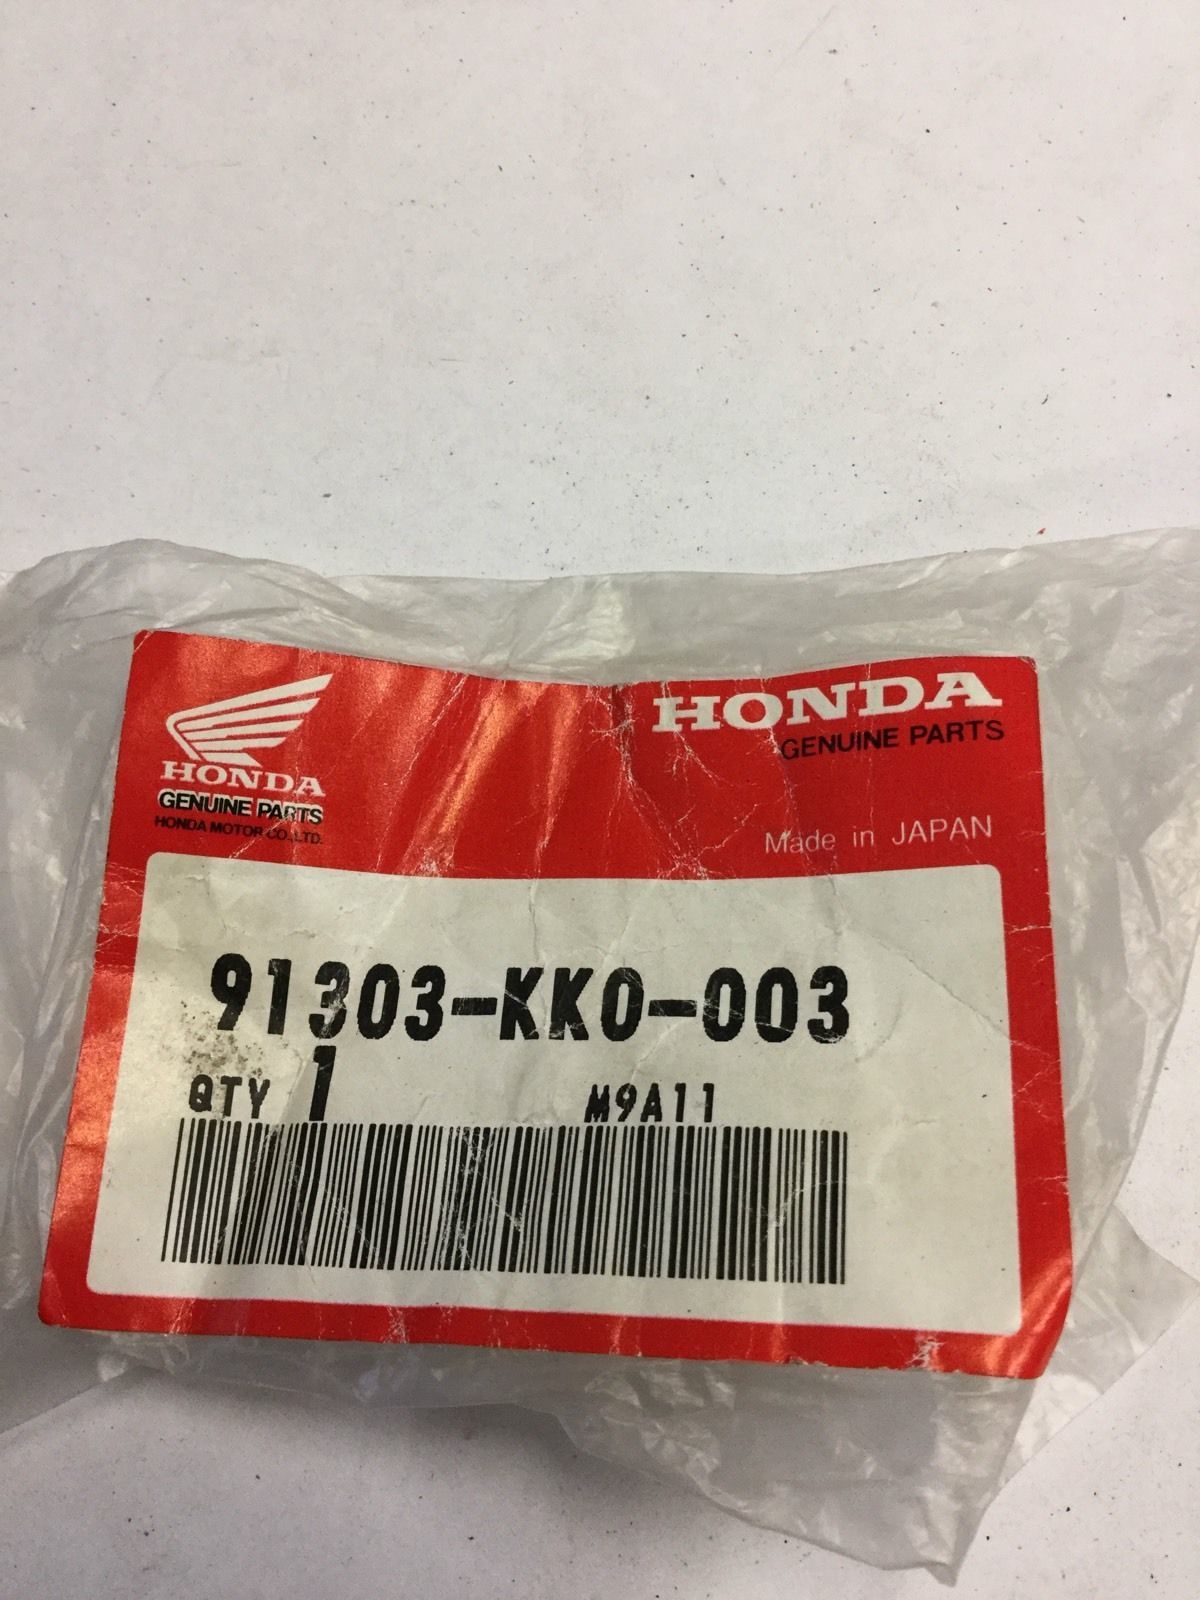 HONDA
GENUINE PARTS
HONDA MOTOR CO., LTD.
HONDA
GENUINE PARTS
Made in JAPAN
91303-KK0-003
QTY 1 M9A11